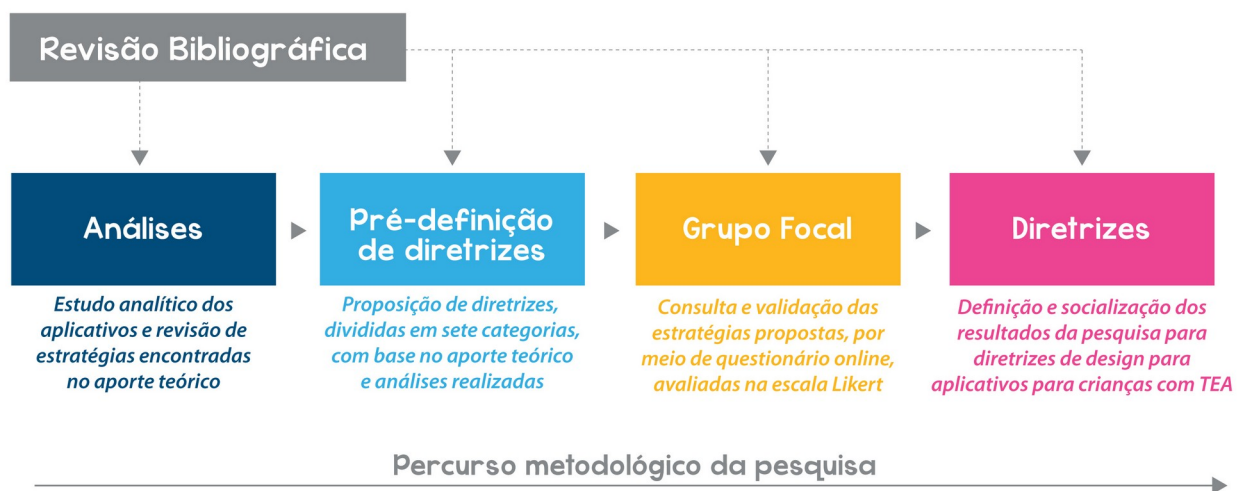 Revisão Bibliográfica
Análises
Estudo analítico dos
aplicativos e revisão de
estratégias encontradas
no aporte teórico
Pré-definição
de diretrizes
Proposição de diretrizes,
divididas em sete categorias,
com base no aporte teórico
e análises realizadas
Grupo Focal
Consulta e validação das
estratégias propostas, por
meio de questionário online,
avaliadas na escala Likert
Diretrizes
Definição e socialização dos
resultados da pesquisa para
diretrizes de design para
aplicativos para crianças com TEA
Percurso metodológico da pesquisa